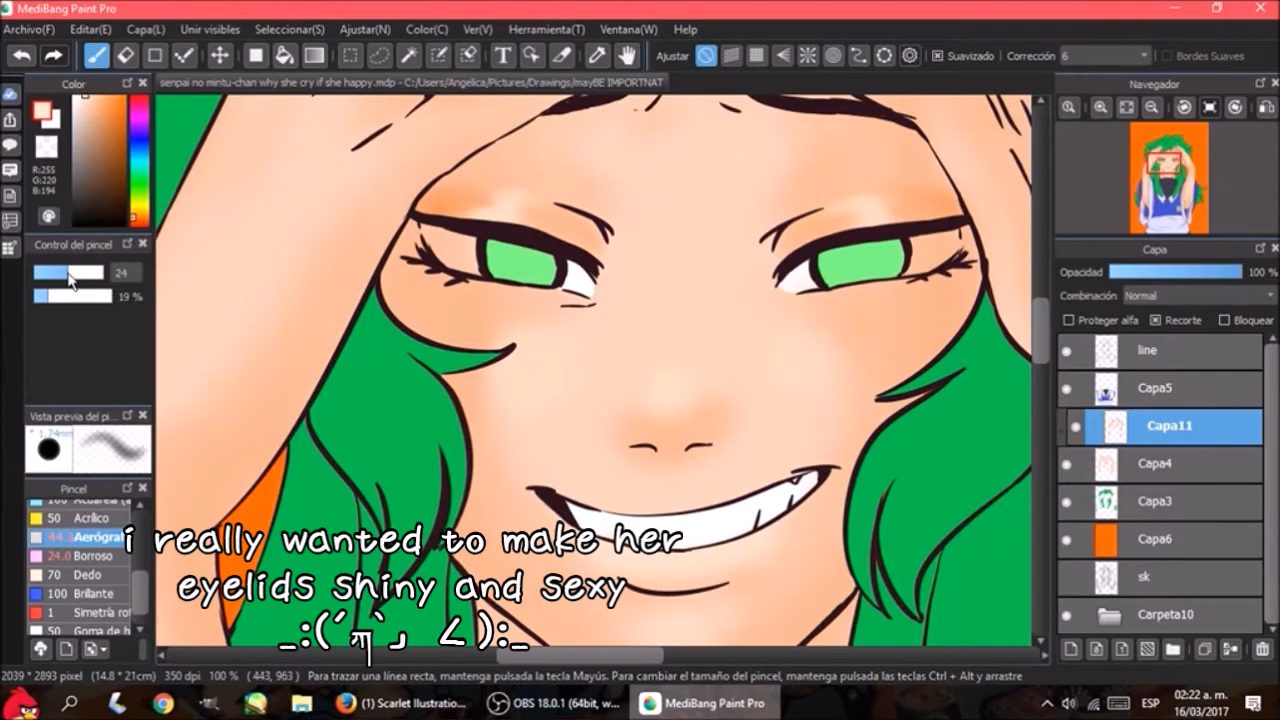 MediBang Paint Pro
Archivo(F) Editar(E) Capa(L) Unir visibles Seleccionar(S) Ajustar(N) Color(C) Ver(V) Herramienta(T) Ventana(W) Help
Ajustar Suavizado Corrección 6 Bordes Suaves
Color
senpai no mintu-chan why she cry if she happy.mdp - C:/Users/Angelica/Pictures/Drawings/mayBE IMPORTNAT
Navegador
R:255
G:220
B:194
Control del pincel
24
19 %
Capa
Opacidad 100 %
Combinación Normal
Proteger alfa Recorte Bloquear
line
Capa5
Capa11
Capa4
Capa3
Capa6
sk
Carpeta10
Vista previa del pi...
1.74mm
Pincel
50 Acrílico
Aerógraf
24.0 Borroso
70 Dedo
100 Brillante
1 Simetría rot
50 Goma de b
i really wanted to make her
eyelids shiny and sexy
_:(´ཀ`」 ∠):_
2039 * 2893 pixel (14.8 * 21cm) 350 dpi 100 % ( 443, 963 ) Para trazar una línea recta, mantenga pulsada la tecla Mayús. Para cambiar el tamaño del pincel, mantenga pulsadas las teclas Ctrl + Alt y arrastre
(1) Scarlet Ilustratio... OBS 18.0.1 (64bit, w... MediBang Paint Pro ESP 02:22 a. m.
16/03/2017